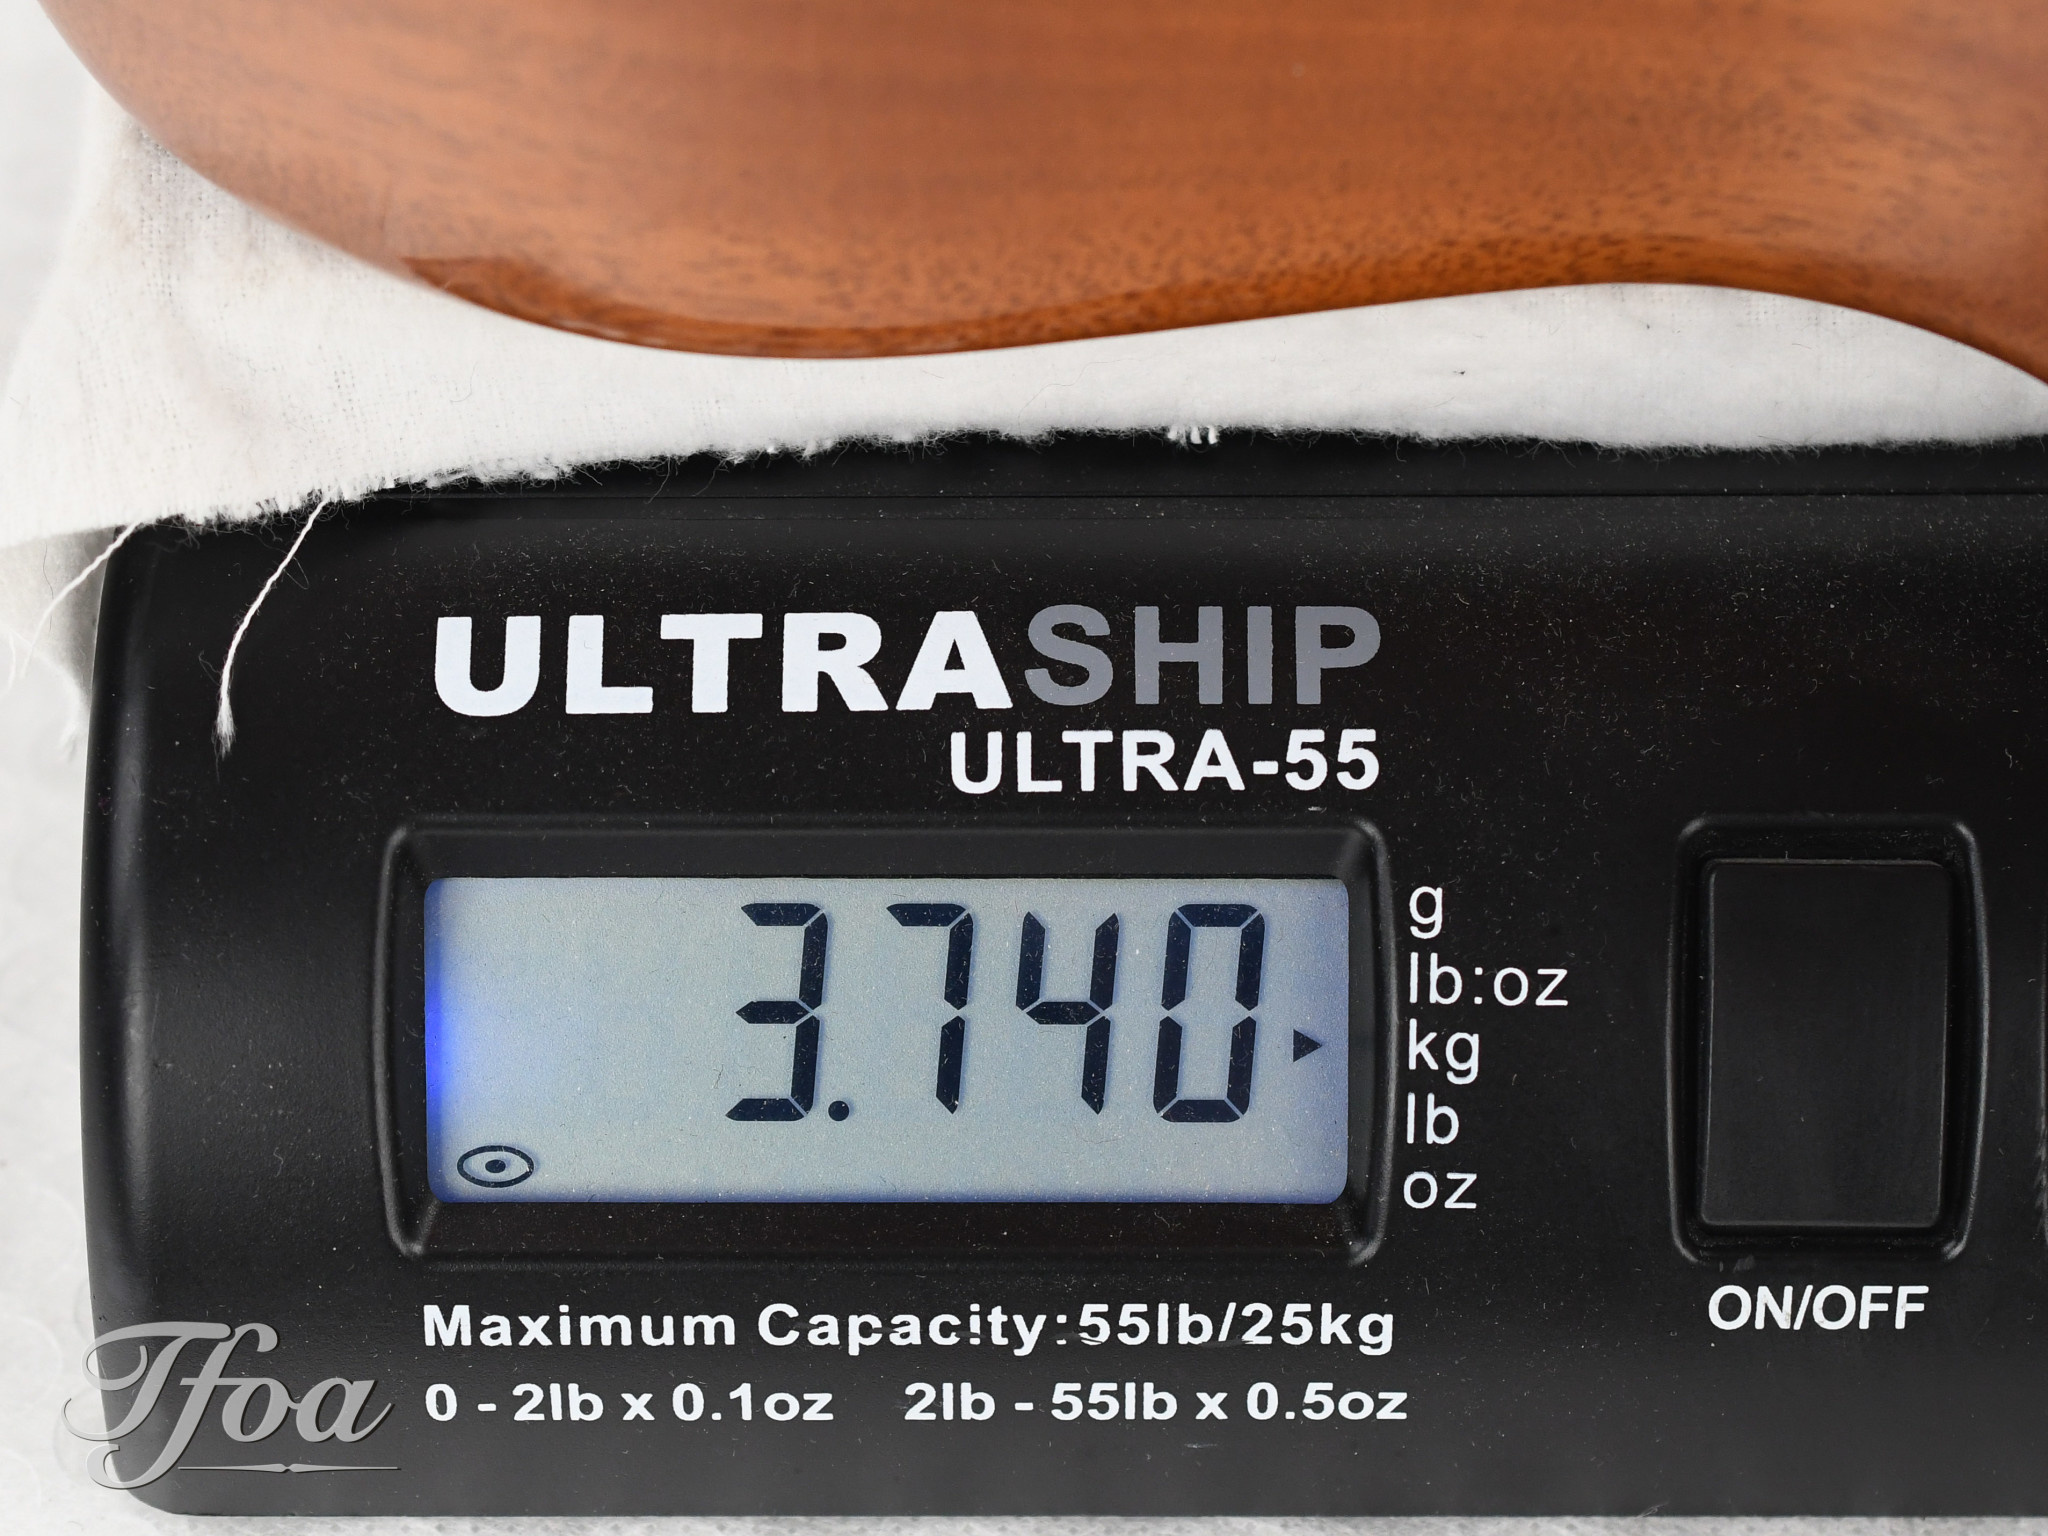 ULTRASHIP
ULTRA-55
3.740
g
lb:oz
kg
lb
oz
ON/OFF
Maximum Capacity:55lb/25kg
0 - 2lb x 0.1oz 2lb - 55lb x 0.5oz
Tfoa